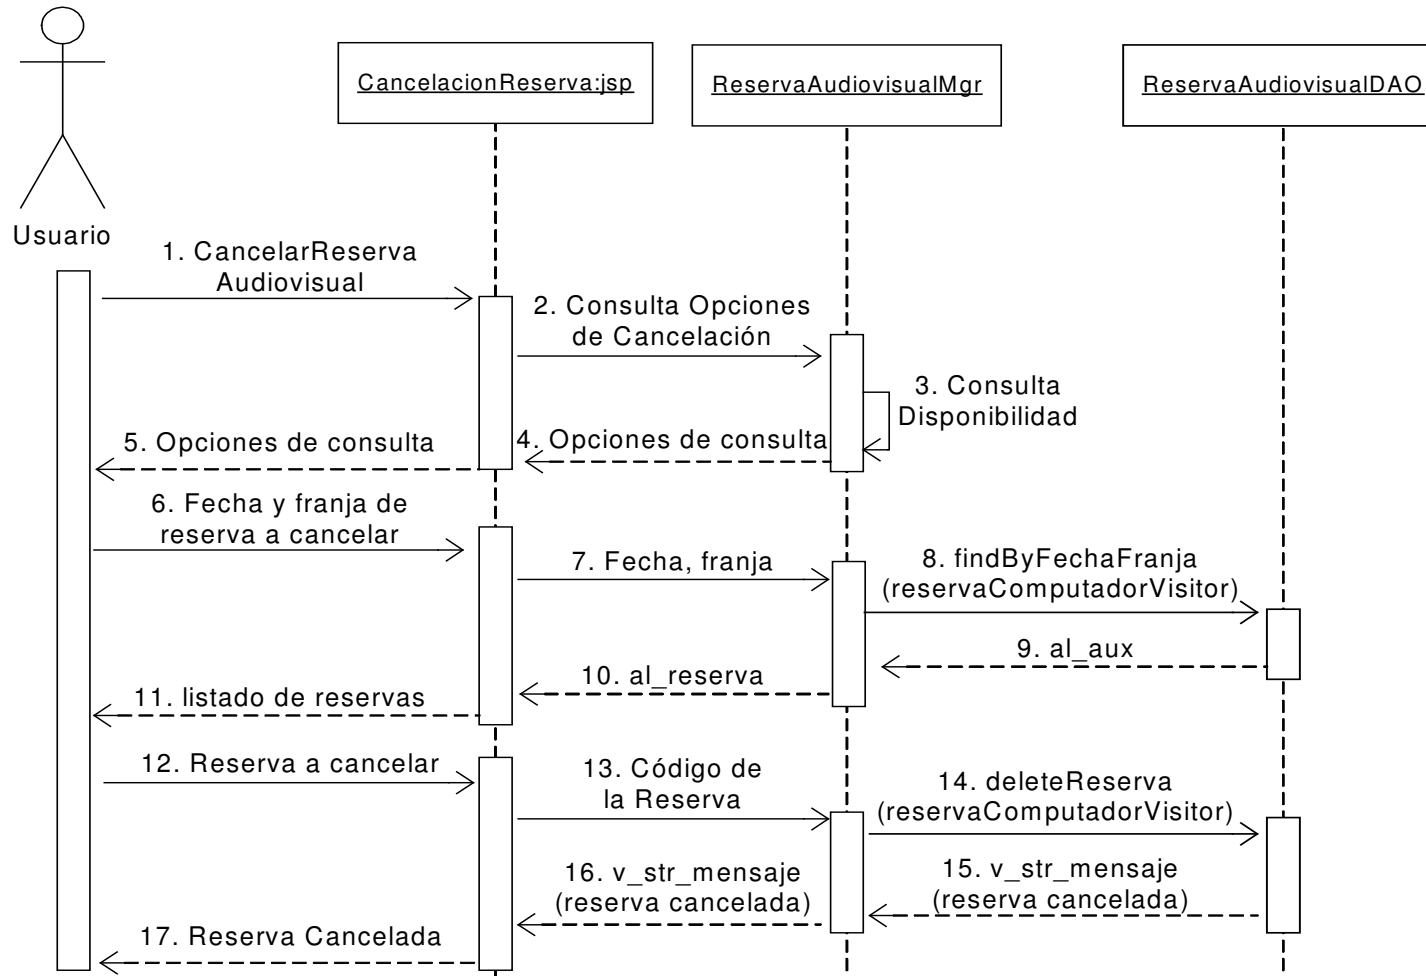 CancelacionReserva:jsp
ReservaAudiovisualMgr
ReservaAudiovisualDAO
Usuario
1. CancelarReserva
Audiovisual
2. Consulta Opciones
de Cancelación
3. Consulta
Disponibilidad
4. Opciones de consulta
5. Opciones de consulta
6. Fecha y franja de
reserva a cancelar
7. Fecha, franja
8. findByFechaFranja
(reservaComputadorVisitor)
9. al_aux
10. al_reserva
11. listado de reservas
12. Reserva a cancelar
13. Código de
la Reserva
14. deleteReserva
(reservaComputadorVisitor)
15. v_str_mensaje
(reserva cancelada)
16. v_str_mensaje
(reserva cancelada)
17. Reserva Cancelada